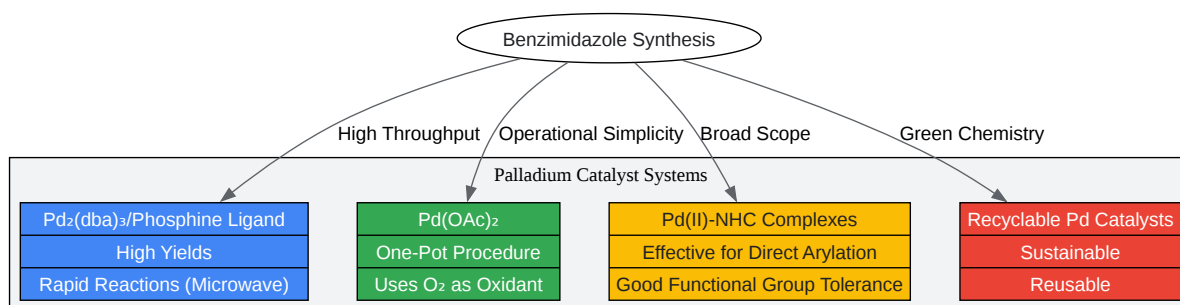 Benzimidazole Synthesis
High Throughput
Operational Simplicity
Broad Scope
Green Chemistry
Palladium Catalyst Systems
Pd₂(dba)₃/Phosphine Ligand
High Yields
Rapid Reactions (Microwave)
Pd(OAc)₂
One-Pot Procedure
Uses O₂ as Oxidant
Pd(II)-NHC Complexes
Effective for Direct Arylation
Good Functional Group Tolerance
Recyclable Pd Catalysts
Sustainable
Reusable